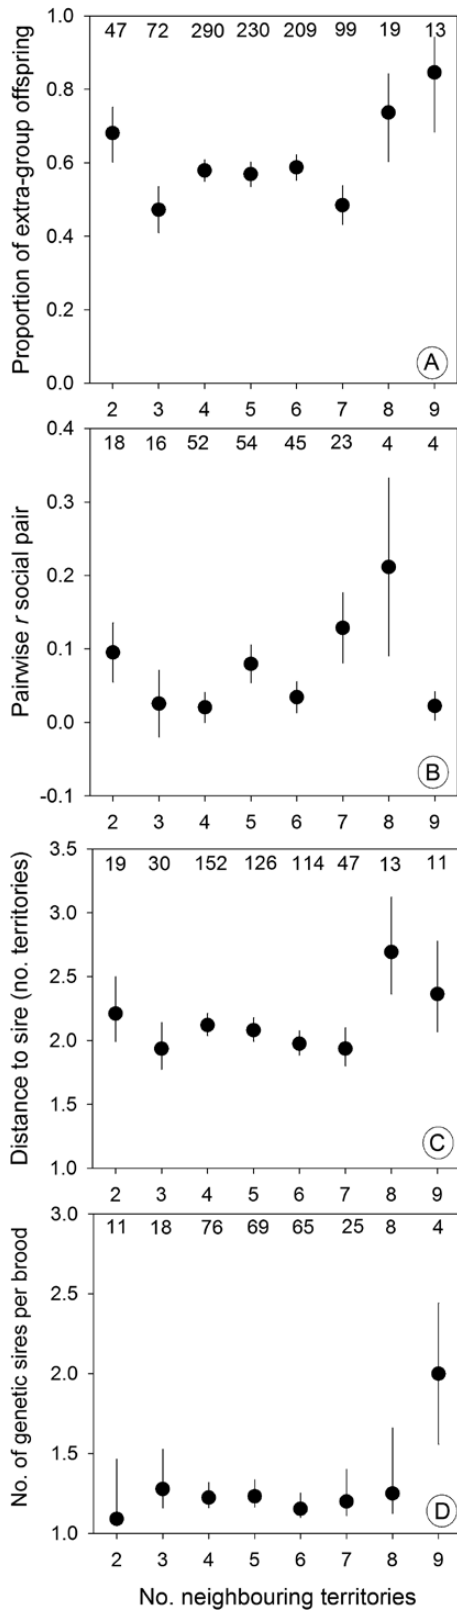 1.0
47 72 290 230 209 99 19 13
0.8
0.6
0.4
0.2
0.0
Proportion of extra-group offspring
A
2 3 4 5 6 7 8 9
0.4
18 16 52 54 45 23 4 4
0.3
0.2
0.1
0.0
-0.1
Pairwise r social pair
B
2 3 4 5 6 7 8 9
3.5
19 30 152 126 114 47 13 11
3.0
2.5
2.0
1.5
1.0
Distance to sire (no. territories)
C
2 3 4 5 6 7 8 9
3.0
11 18 76 69 65 25 8 4
2.5
2.0
1.5
1.0
No. of genetic sires per brood
D
2 3 4 5 6 7 8 9
No. neighbouring territories